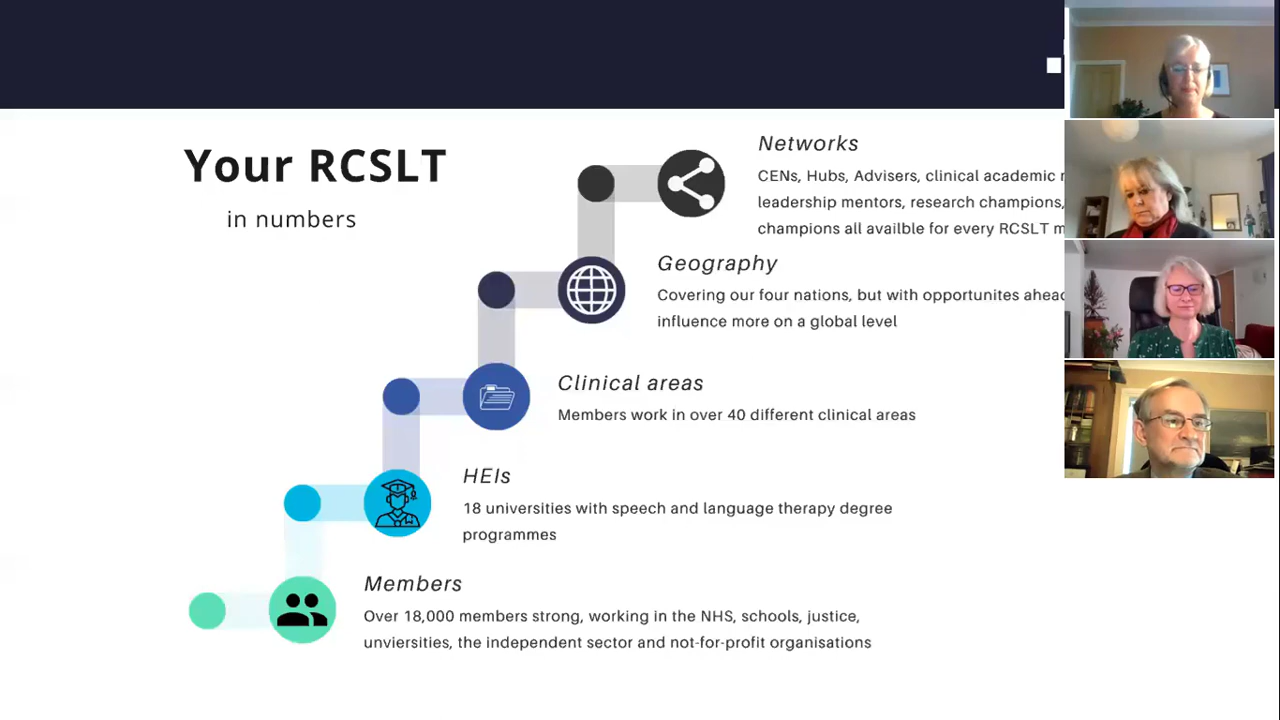 Your RCSLT
in numbers
Networks
CENs, Hubs, Advisers, clinical academic
leadership mentors, research champions,
champions all availble for every RCSLT
Geography
Covering our four nations, but with opportunites ahead
influence more on a global level
Clinical areas
Members work in over 40 different clinical areas
HEIs
18 universities with speech and language therapy degree
programmes
Members
Over 18,000 members strong, working in the NHS, schools, justice,
unviersities, the independent sector and not-for-profit organisations